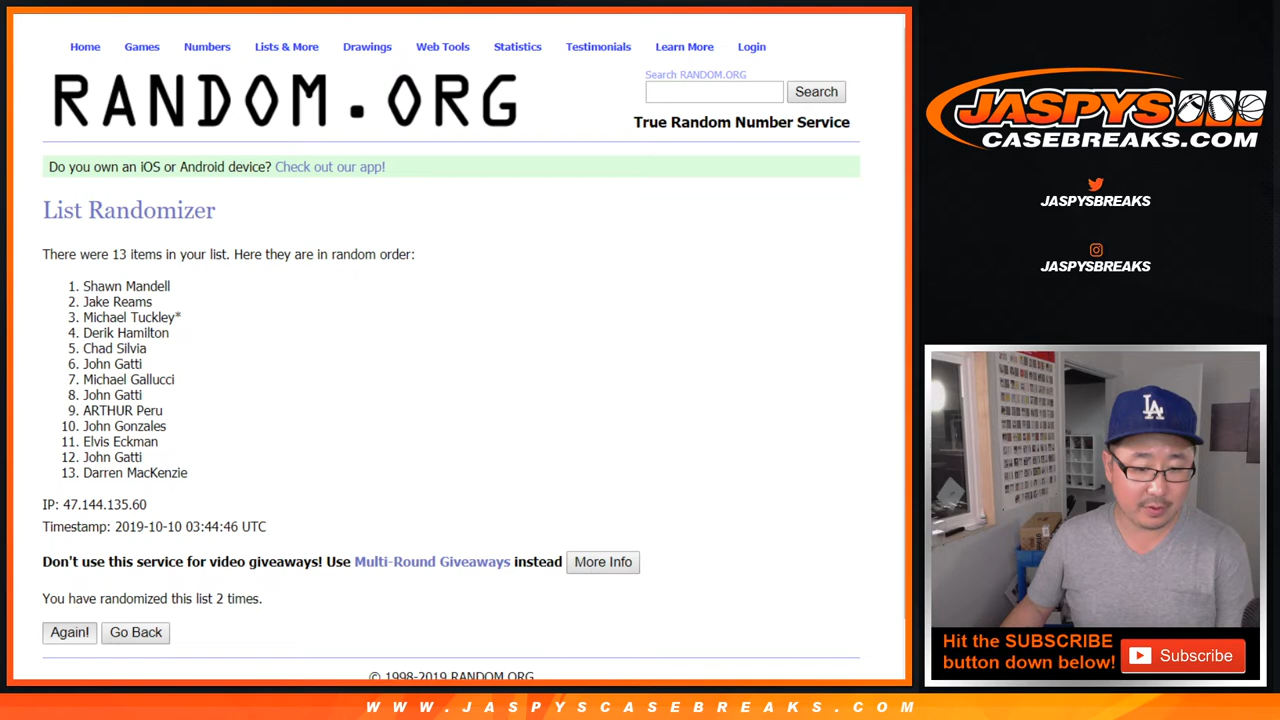 Home Games Numbers Lists & More Drawings Web Tools Statistics Testimonials Learn More Login
RANDOM.ORG
Search RANDOM.ORG
Search
True Random Number Service
Do you own an iOS or Android device? Check out our app!
List Randomizer
There were 13 items in your list. Here they are in random order:
1. Shawn Mandell
2. Jake Reams
3. Michael Tuckley*
4. Derik Hamilton
5. Chad Silvia
6. John Gatti
7. Michael Gallucci
8. John Gatti
9. ARTHUR Peru
10. John Gonzales
11. Elvis Eckman
12. John Gatti
13. Darren MacKenzie
IP: 47.144.135.60
Timestamp: 2019-10-10 03:44:46 UTC
Don't use this service for video giveaways! Use Multi-Round Giveaways instead More Info
You have randomized this list 2 times.
Again! Go Back
© 1998-2019 RANDOM.ORG
JASPYS
CASEBREAKS.COM
JASPYSBREAKS
JASPYSBREAKS
LA
Hit the SUBSCRIBE
button down below!
Subscribe
WWW.JASPYSCASEBREAKS.COM